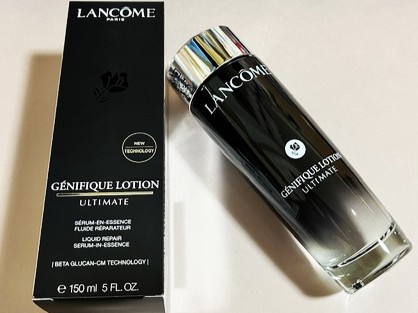 LANCÔME
PARIS
NEW
TECHNOLOGY
GÉNIFIQUE LOTION
ULTIMATE
SÉRUM-EN-ESSENCE
FLUIDE RÉPARATEUR
LIQUID REPAIR
SERUM-IN-ESSENCE
| BETA GLUCAN-CM TECHNOLOGY |
e 150 ml 5 FL.OZ.
LANCÔME
GÉNIFIQUE LOTION
ULTIMATE